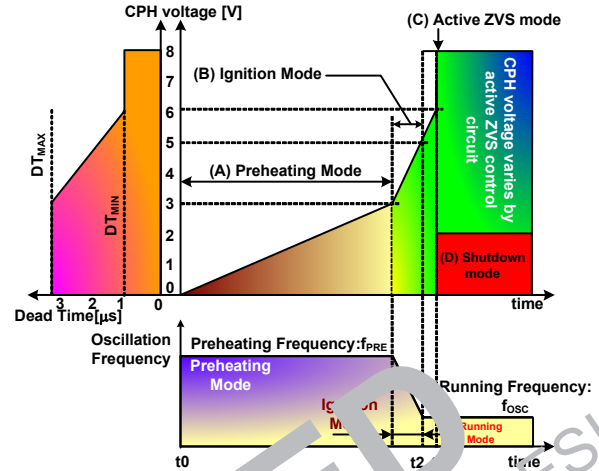 CPH voltage [V]
(C) Active ZVS mode
8
7
6
5
4
3
2
1
0
(B) Ignition Mode
(A) Preheating Mode
CPH voltage varies by
active ZVS control
circuit
(D) Shutdown
mode
DTMAX
DTMIN
3 2 1 0
Dead Time[μs]
time
Oscillation
Frequency
Preheating Frequency:fPRE
Preheating
Mode
Running Frequency:
fOSC
Running
Mode
t0
t2
time